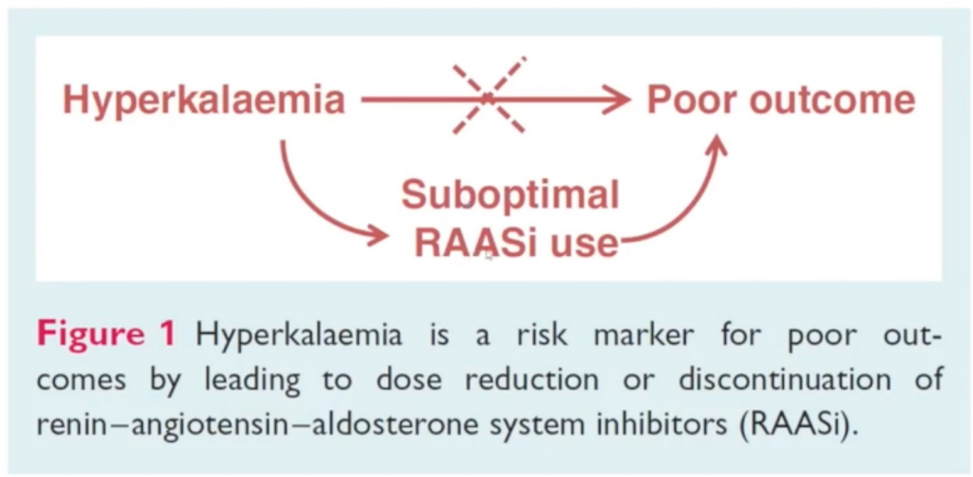 Hyperkalaemia
Poor outcome
Suboptimal
RAASi use
Figure 1 Hyperkalaemia is a risk marker for poor out-
comes by leading to dose reduction or discontinuation of
renin–angiotensin–aldosterone system inhibitors (RAASi).